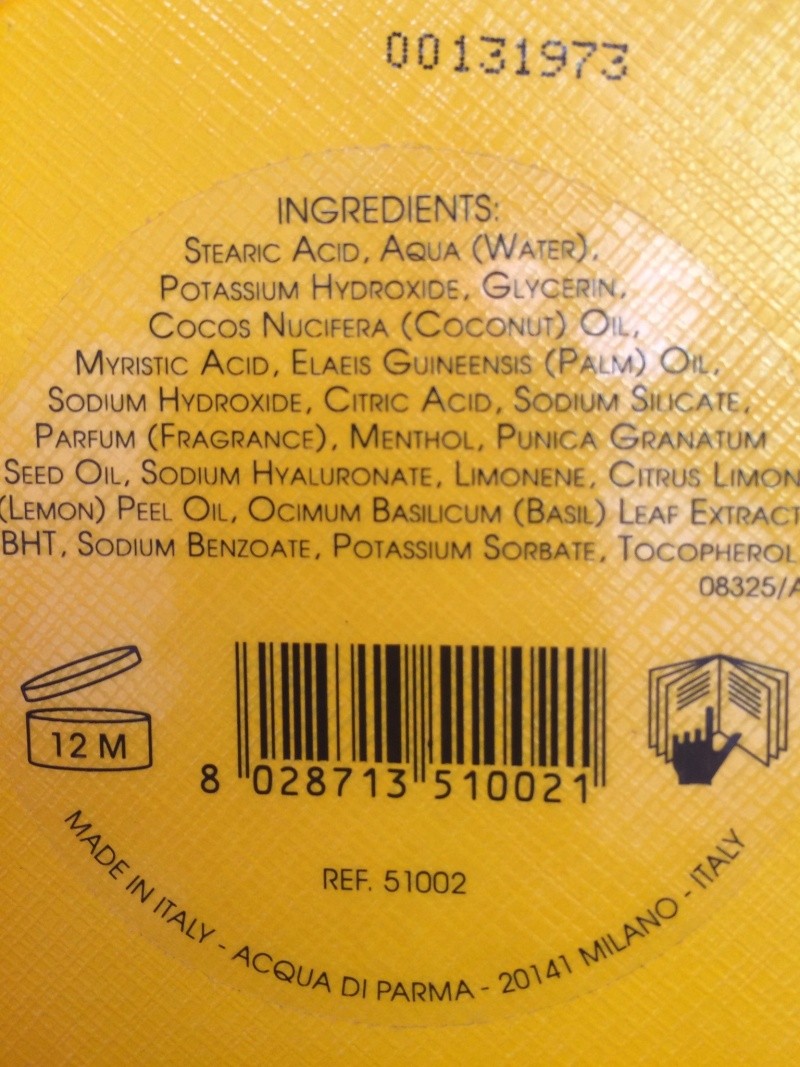 00131973
INGREDIENTS:
STEARIC ACID, AQUA (WATER),
POTASSIUM HYDROXIDE, GLYCERIN,
COCOS NUCIFERA (COCONUT) OIL,
MYRISTIC ACID, ELAEIS GUINEENSIS (PALM) OIL,
SODIUM HYDROXIDE, CITRIC ACID, SODIUM SILICATE,
PARFUM (FRAGRANCE), MENTHOL, PUNICA GRANATUM
SEED OIL, SODIUM HYALURONATE, LIMONENE, CITRUS LIMON
(LEMON) PEEL OIL, OCIMUM BASILICUM (BASIL) LEAF EXTRACT
BHT, SODIUM BENZOATE, POTASSIUM SORBATE, TOCOPHEROL
08325/A
12 M
8 028713 510021
REF. 51002
MADE IN ITALY - ACQUA DI PARMA - 20141 MILANO - ITALY